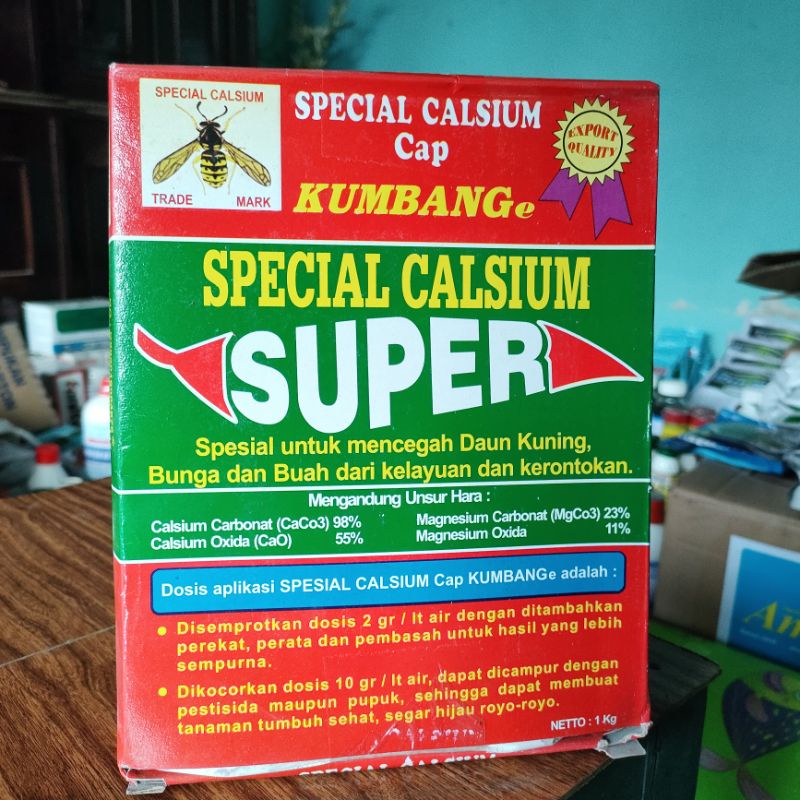 SPECIAL CALSIUM
TRADE MARK
SPECIAL CALSIUM
Cap
KUMBANGe
EXPORT
QUALITY
SPECIAL CALSIUM
SUPER
Spesial untuk mencegah Daun Kuning,
Bunga dan Buah dari kelayuan dan kerontokan.
Mengandung Unsur Hara :
Calsium Carbonat (CaCo3) 98% Magnesium Carbonat (MgCo3) 23%
Calsium Oxida (CaO) 55% Magnesium Oxida 11%
Dosis aplikasi SPESIAL CALSIUM Cap KUMBANGe adalah :
• Disemprotkan dosis 2 gr / lt air dengan ditambahkan
perekat, perata dan pembasah untuk hasil yang lebih
sempurna.
• Dikocorkan dosis 10 gr / lt air, dapat dicampur dengan
pestisida maupun pupuk, sehingga dapat membuat
tanaman tumbuh sehat, segar hijau royo-royo.
NETTO : 1 Kg
SPECIAL CALSIUM